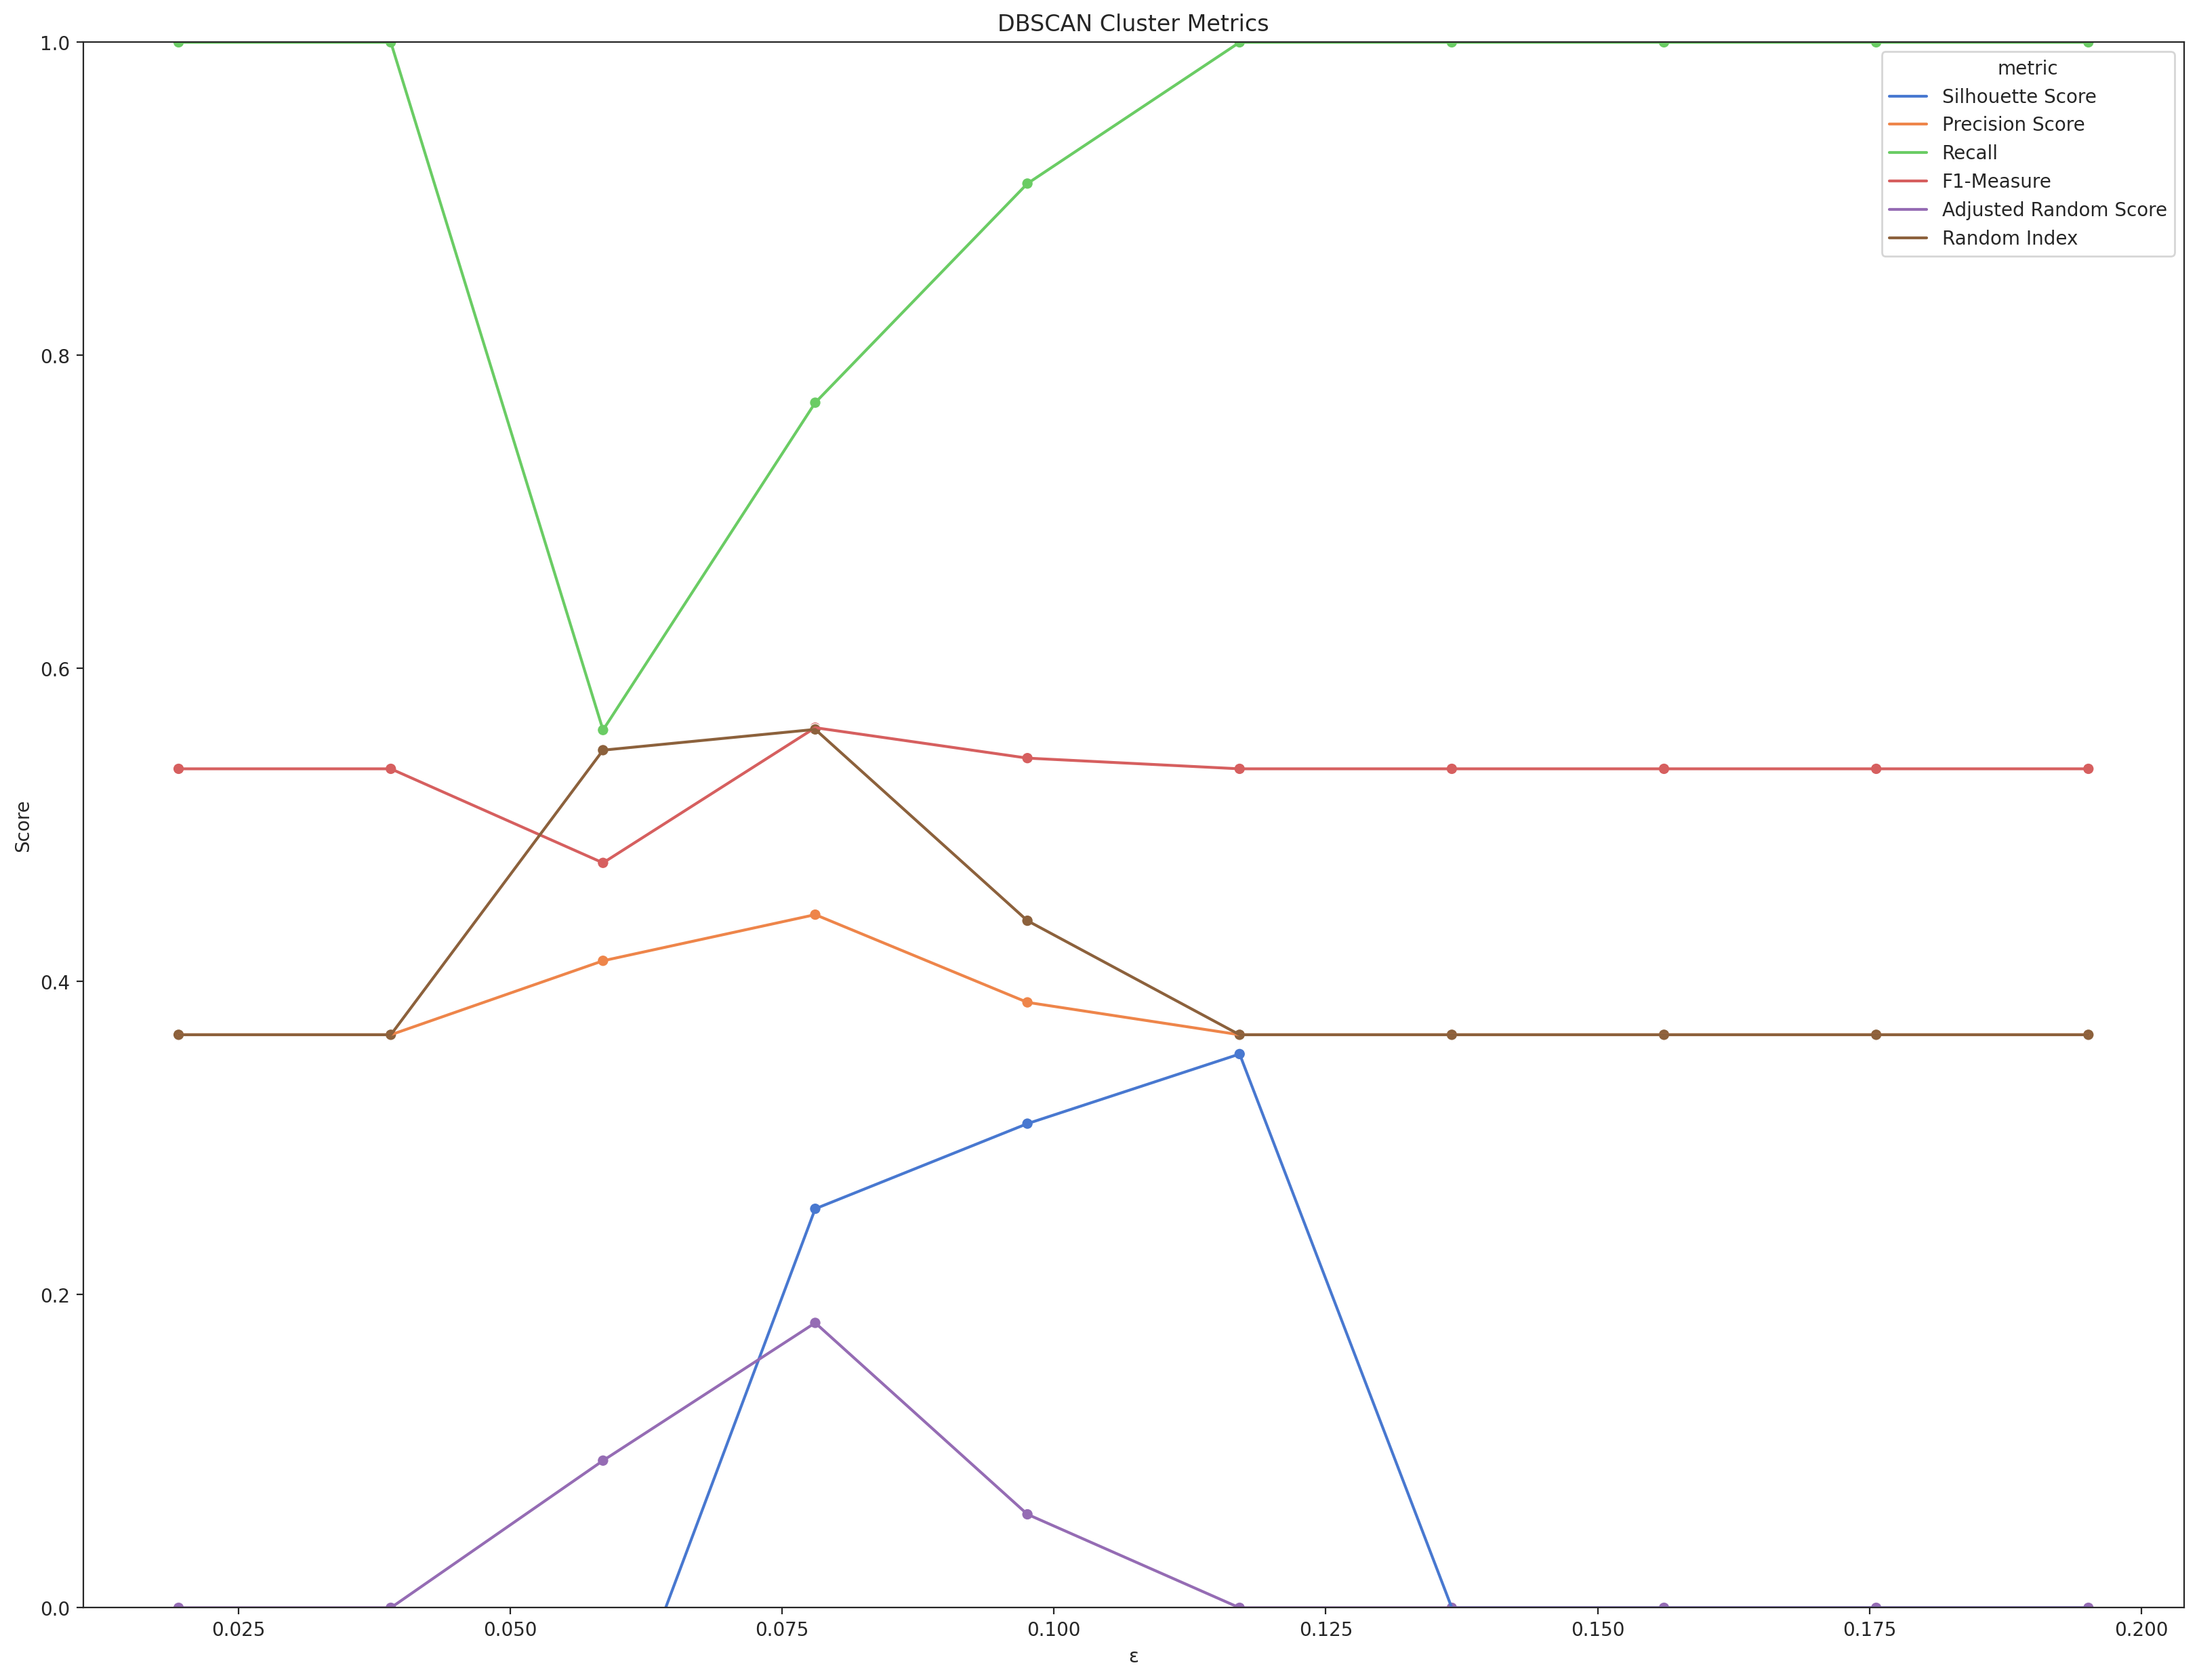 DBSCAN Cluster Metrics
1.0
0.8
0.6
0.4
0.2
0.0
Score
metric
Silhouette Score
Precision Score
Recall
F1-Measure
Adjusted Random Score
Random Index
0.025
0.050
0.075
0.100
0.125
0.150
0.175
0.200
ε